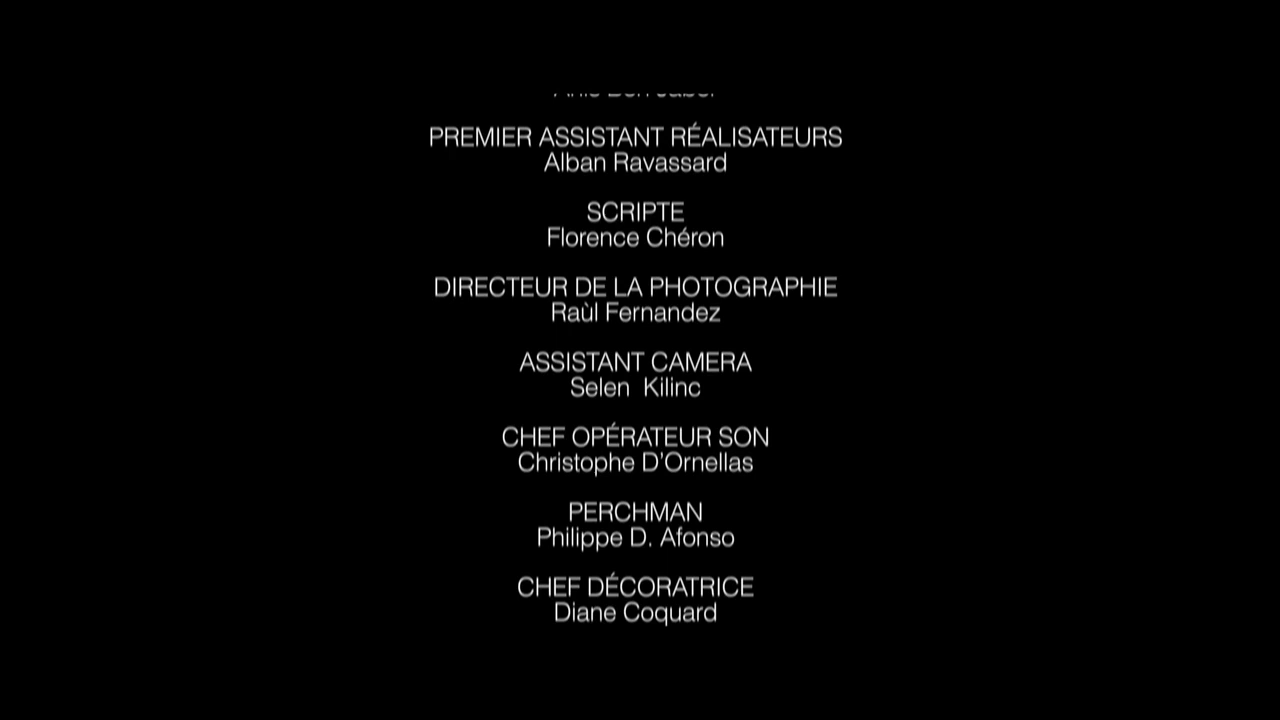 PREMIER ASSISTANT RÉALISATEURS
Alban Ravassard
SCRIPTE
Florence Chéron
DIRECTEUR DE LA PHOTOGRAPHIE
Raùl Fernandez
ASSISTANT CAMERA
Selen Kilinc
CHEF OPÉRATEUR SON
Christophe D'Ornellas
PERCHMAN
Philippe D. Afonso
CHEF DÉCORATRICE
Diane Coquard